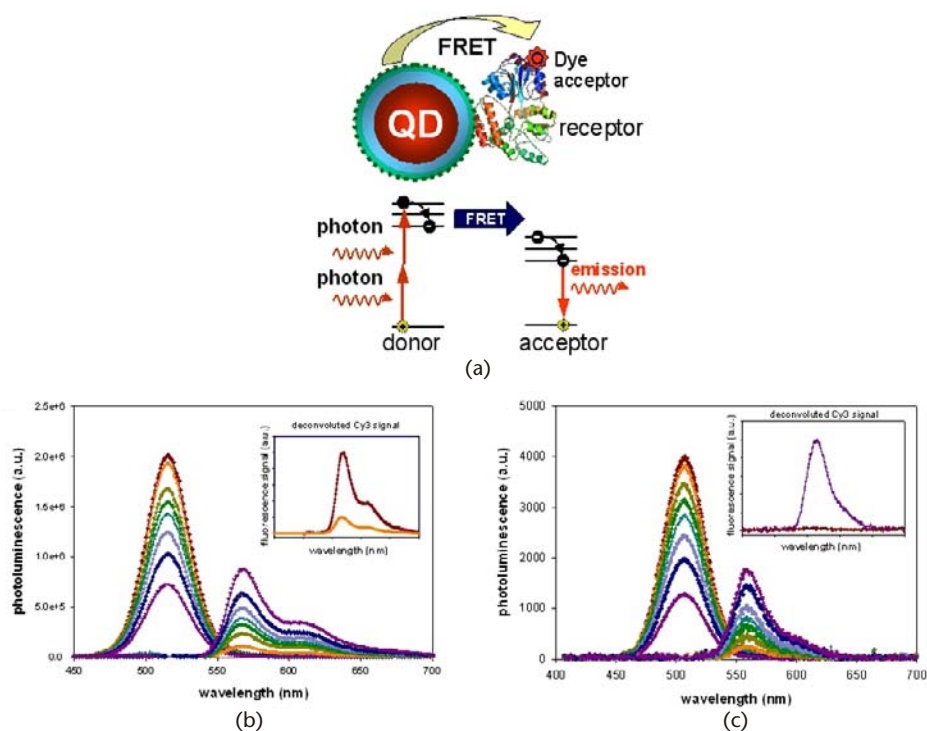 FRET
Dye
acceptor
QD
receptor
photon
FRET
photon
emission
donor
acceptor
(a)
2.5e+6
2.0e+6
1.5e+6
1.0e+6
5.0e+5
0.0
photoluminescence (a.u.)
450 500 550 600 650 700
wavelength (nm)
deconvoluted Cy3 signal
fluorescence signal (a.u.)
wavelength (nm)
(b)
5000
4000
3000
2000
1000
0
photoluminescence (a.u.)
400 450 500 550 600 650 700
wavelength (nm)
deconvoluted Cy3 signal
fluorescence signal (a.u.)
wavelength (nm)
(c)